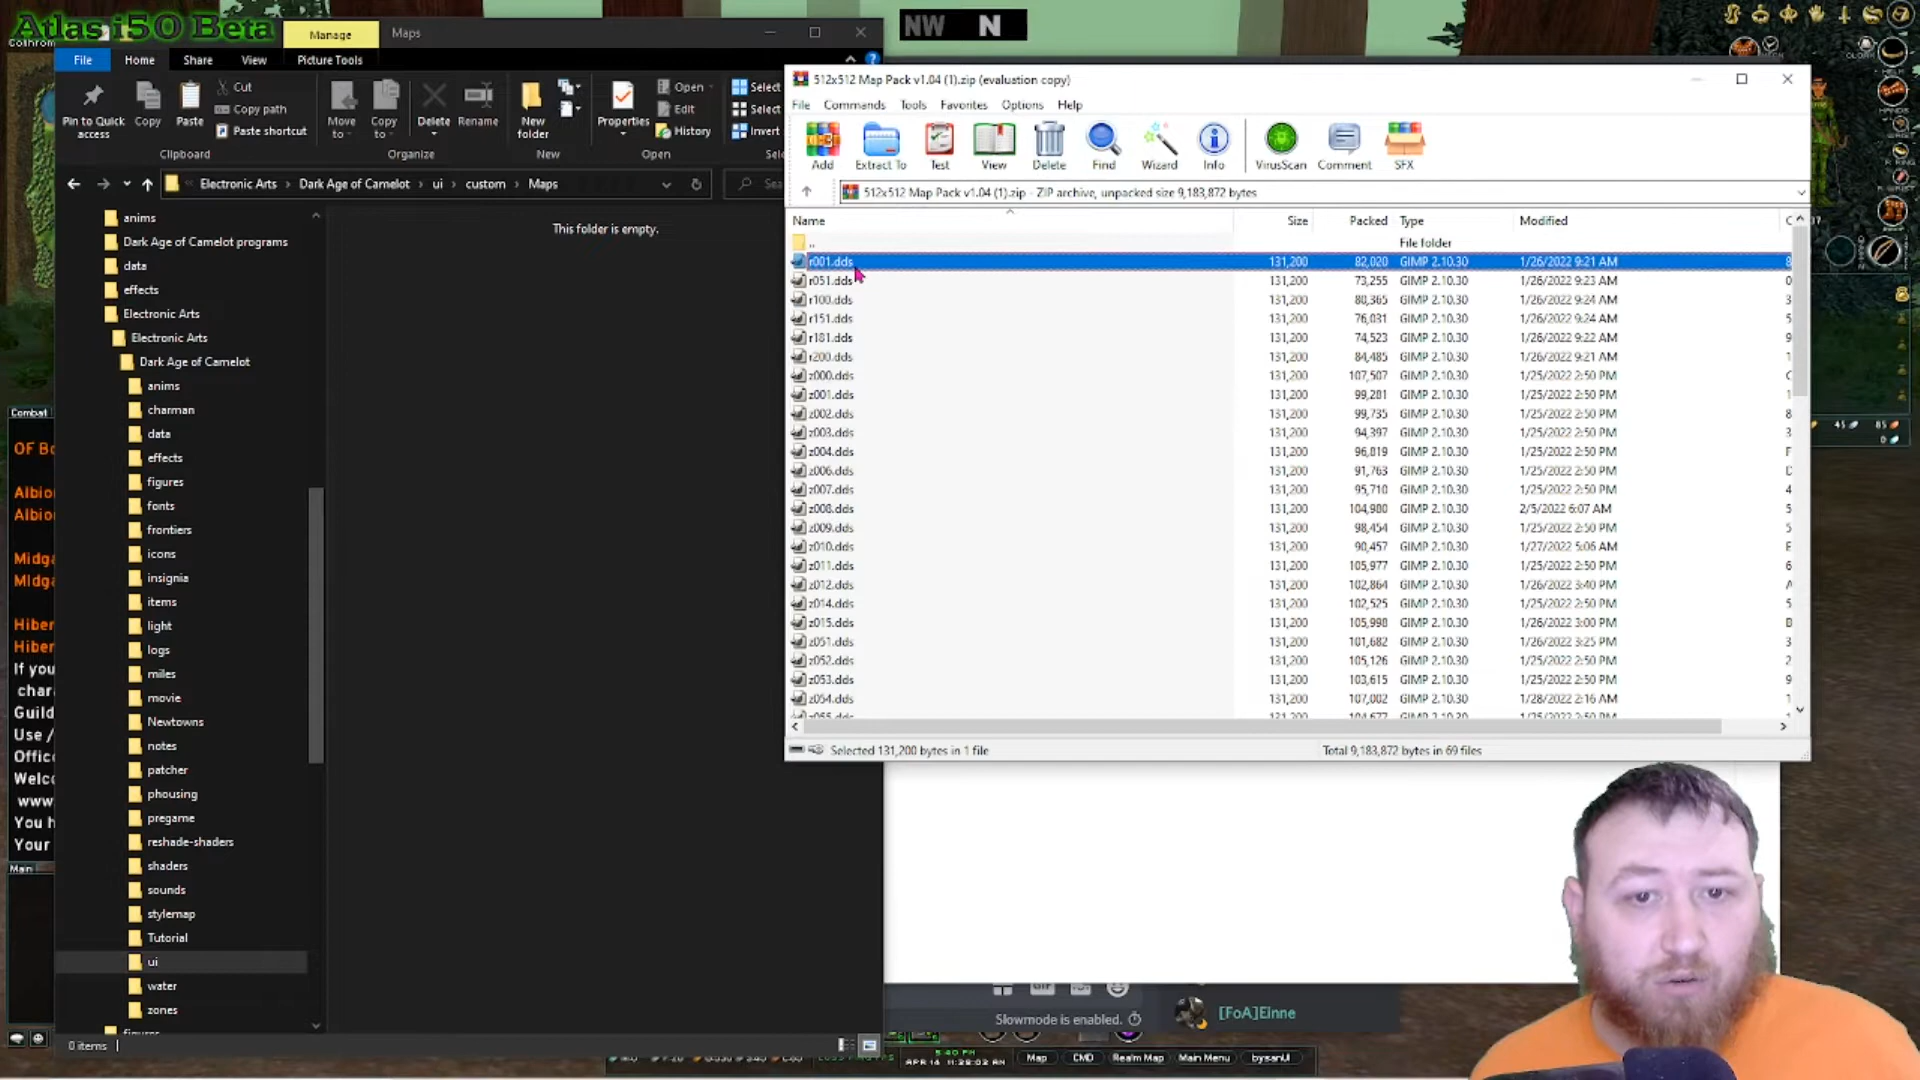 Atlas i50 Beta
Manage
Maps
NW N
File
Home
Share
View
Picture Tools
Pin to Quick access
Copy
Paste
Cut
Copy path
Paste shortcut
Move to
Copy to
Delete
Rename
New folder
Properties
Open
Edit
History
Select
Select
Invert
Clipboard
Organize
New
Open
Electronic Arts
Dark Age of Camelot
ui
custom
Maps
This folder is empty.
anims
Dark Age of Camelot programs
data
effects
Electronic Arts
Electronic Arts
Dark Age of Camelot
anims
charman
data
effects
figures
fonts
frontiers
icons
insignia
items
light
logs
miles
movie
Newtowns
notes
patcher
phousing
pregame
reshade-shaders
shaders
sounds
stylemap
Tutorial
ui
water
zones
0 items
512x512 Map Pack v1.04 (1).zip (evaluation copy)
File Commands Tools Favorites Options Help
Add
Extract To
Test
View
Delete
Find
Wizard
Info
VirusScan
Comment
SFX
512x512 Map Pack v1.04 (1).zip - ZIP archive, unpacked size 9,183,872 bytes
Name Size Packed Type Modified
.. File folder
r001.dds 131,200 82,020 GIMP 2.10.30 1/26/2022 9:21 AM
r051.dds 131,200 73,255 GIMP 2.10.30 1/26/2022 9:23 AM
r100.dds 131,200 80,365 GIMP 2.10.30 1/26/2022 9:24 AM
r151.dds 131,200 76,031 GIMP 2.10.30 1/26/2022 9:24 AM
r181.dds 131,200 74,523 GIMP 2.10.30 1/26/2022 9:22 AM
r200.dds 131,200 84,485 GIMP 2.10.30 1/26/2022 9:21 AM
z000.dds 131,200 107,507 GIMP 2.10.30 1/25/2022 2:50 PM
z001.dds 131,200 99,281 GIMP 2.10.30 1/25/2022 2:50 PM
z002.dds 131,200 99,735 GIMP 2.10.30 1/25/2022 2:50 PM
z003.dds 131,200 94,397 GIMP 2.10.30 1/25/2022 2:50 PM
z004.dds 131,200 96,819 GIMP 2.10.30 1/25/2022 2:50 PM
z006.dds 131,200 91,763 GIMP 2.10.30 1/25/2022 2:50 PM
z007.dds 131,200 95,710 GIMP 2.10.30 1/25/2022 2:50 PM
z008.dds 131,200 104,980 GIMP 2.10.30 2/5/2022 6:07 AM
z009.dds 131,200 98,454 GIMP 2.10.30 1/25/2022 2:50 PM
z010.dds 131,200 90,457 GIMP 2.10.30 1/27/2022 5:06 AM
z011.dds 131,200 105,977 GIMP 2.10.30 1/25/2022 2:50 PM
z012.dds 131,200 102,864 GIMP 2.10.30 1/26/2022 3:40 PM
z014.dds 131,200 102,525 GIMP 2.10.30 1/25/2022 2:50 PM
z015.dds 131,200 105,998 GIMP 2.10.30 1/26/2022 3:00 PM
z051.dds 131,200 101,682 GIMP 2.10.30 1/26/2022 3:25 PM
z052.dds 131,200 105,126 GIMP 2.10.30 1/25/2022 2:50 PM
z053.dds 131,200 103,615 GIMP 2.10.30 1/25/2022 2:50 PM
z054.dds 131,200 107,002 GIMP 2.10.30 1/28/2022 2:16 AM
Selected 131,200 bytes in 1 file
Total 9,183,872 bytes in 69 files
Combat
OF Bo
Albio
Albio
Midga
MIdga
Hiber
Hiber
If you
char
Guild
Use /
Offic
Welc
www
You h
Your
Main
Slowmode is enabled.
[FoA]Einne
45
85
0
Map
CMD
Realm Map
Main Menu
bysanUI